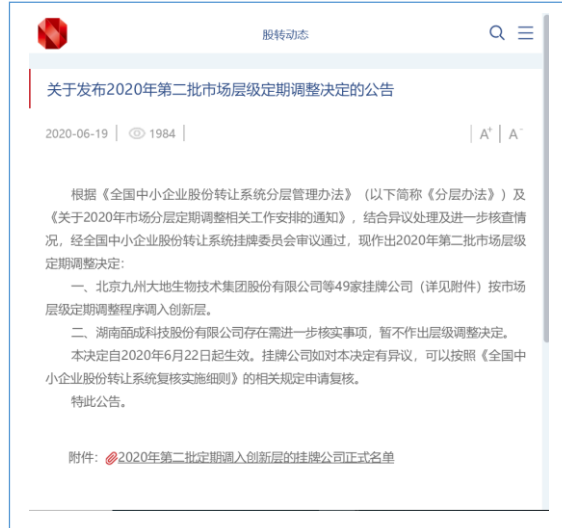 股转动态
关于发布2020年第二批市场层级定期调整决定的公告
2020-06-19 1984 A⁺ A⁻
根据《全国中小企业股份转让系统分层管理办法》（以下简称《分层办法》）及
《关于2020年市场分层定期调整相关工作安排的通知》，结合异议处理及进一步核查情
况，经全国中小企业股份转让系统挂牌委员会审议通过，现作出2020年第二批市场层级
定期调整决定：
一、北京九州大地生物技术集团股份有限公司等49家挂牌公司（详见附件）按市场
层级定期调整程序调入创新层。
二、湖南皕成科技股份有限公司存在需进一步核实事项，暂不作出层级调整决定。
本决定自2020年6月22日起生效。挂牌公司如对本决定有异议，可以按照《全国中
小企业股份转让系统复核实施细则》的相关规定申请复核。
特此公告。
附件：2020年第二批定期调入创新层的挂牌公司正式名单